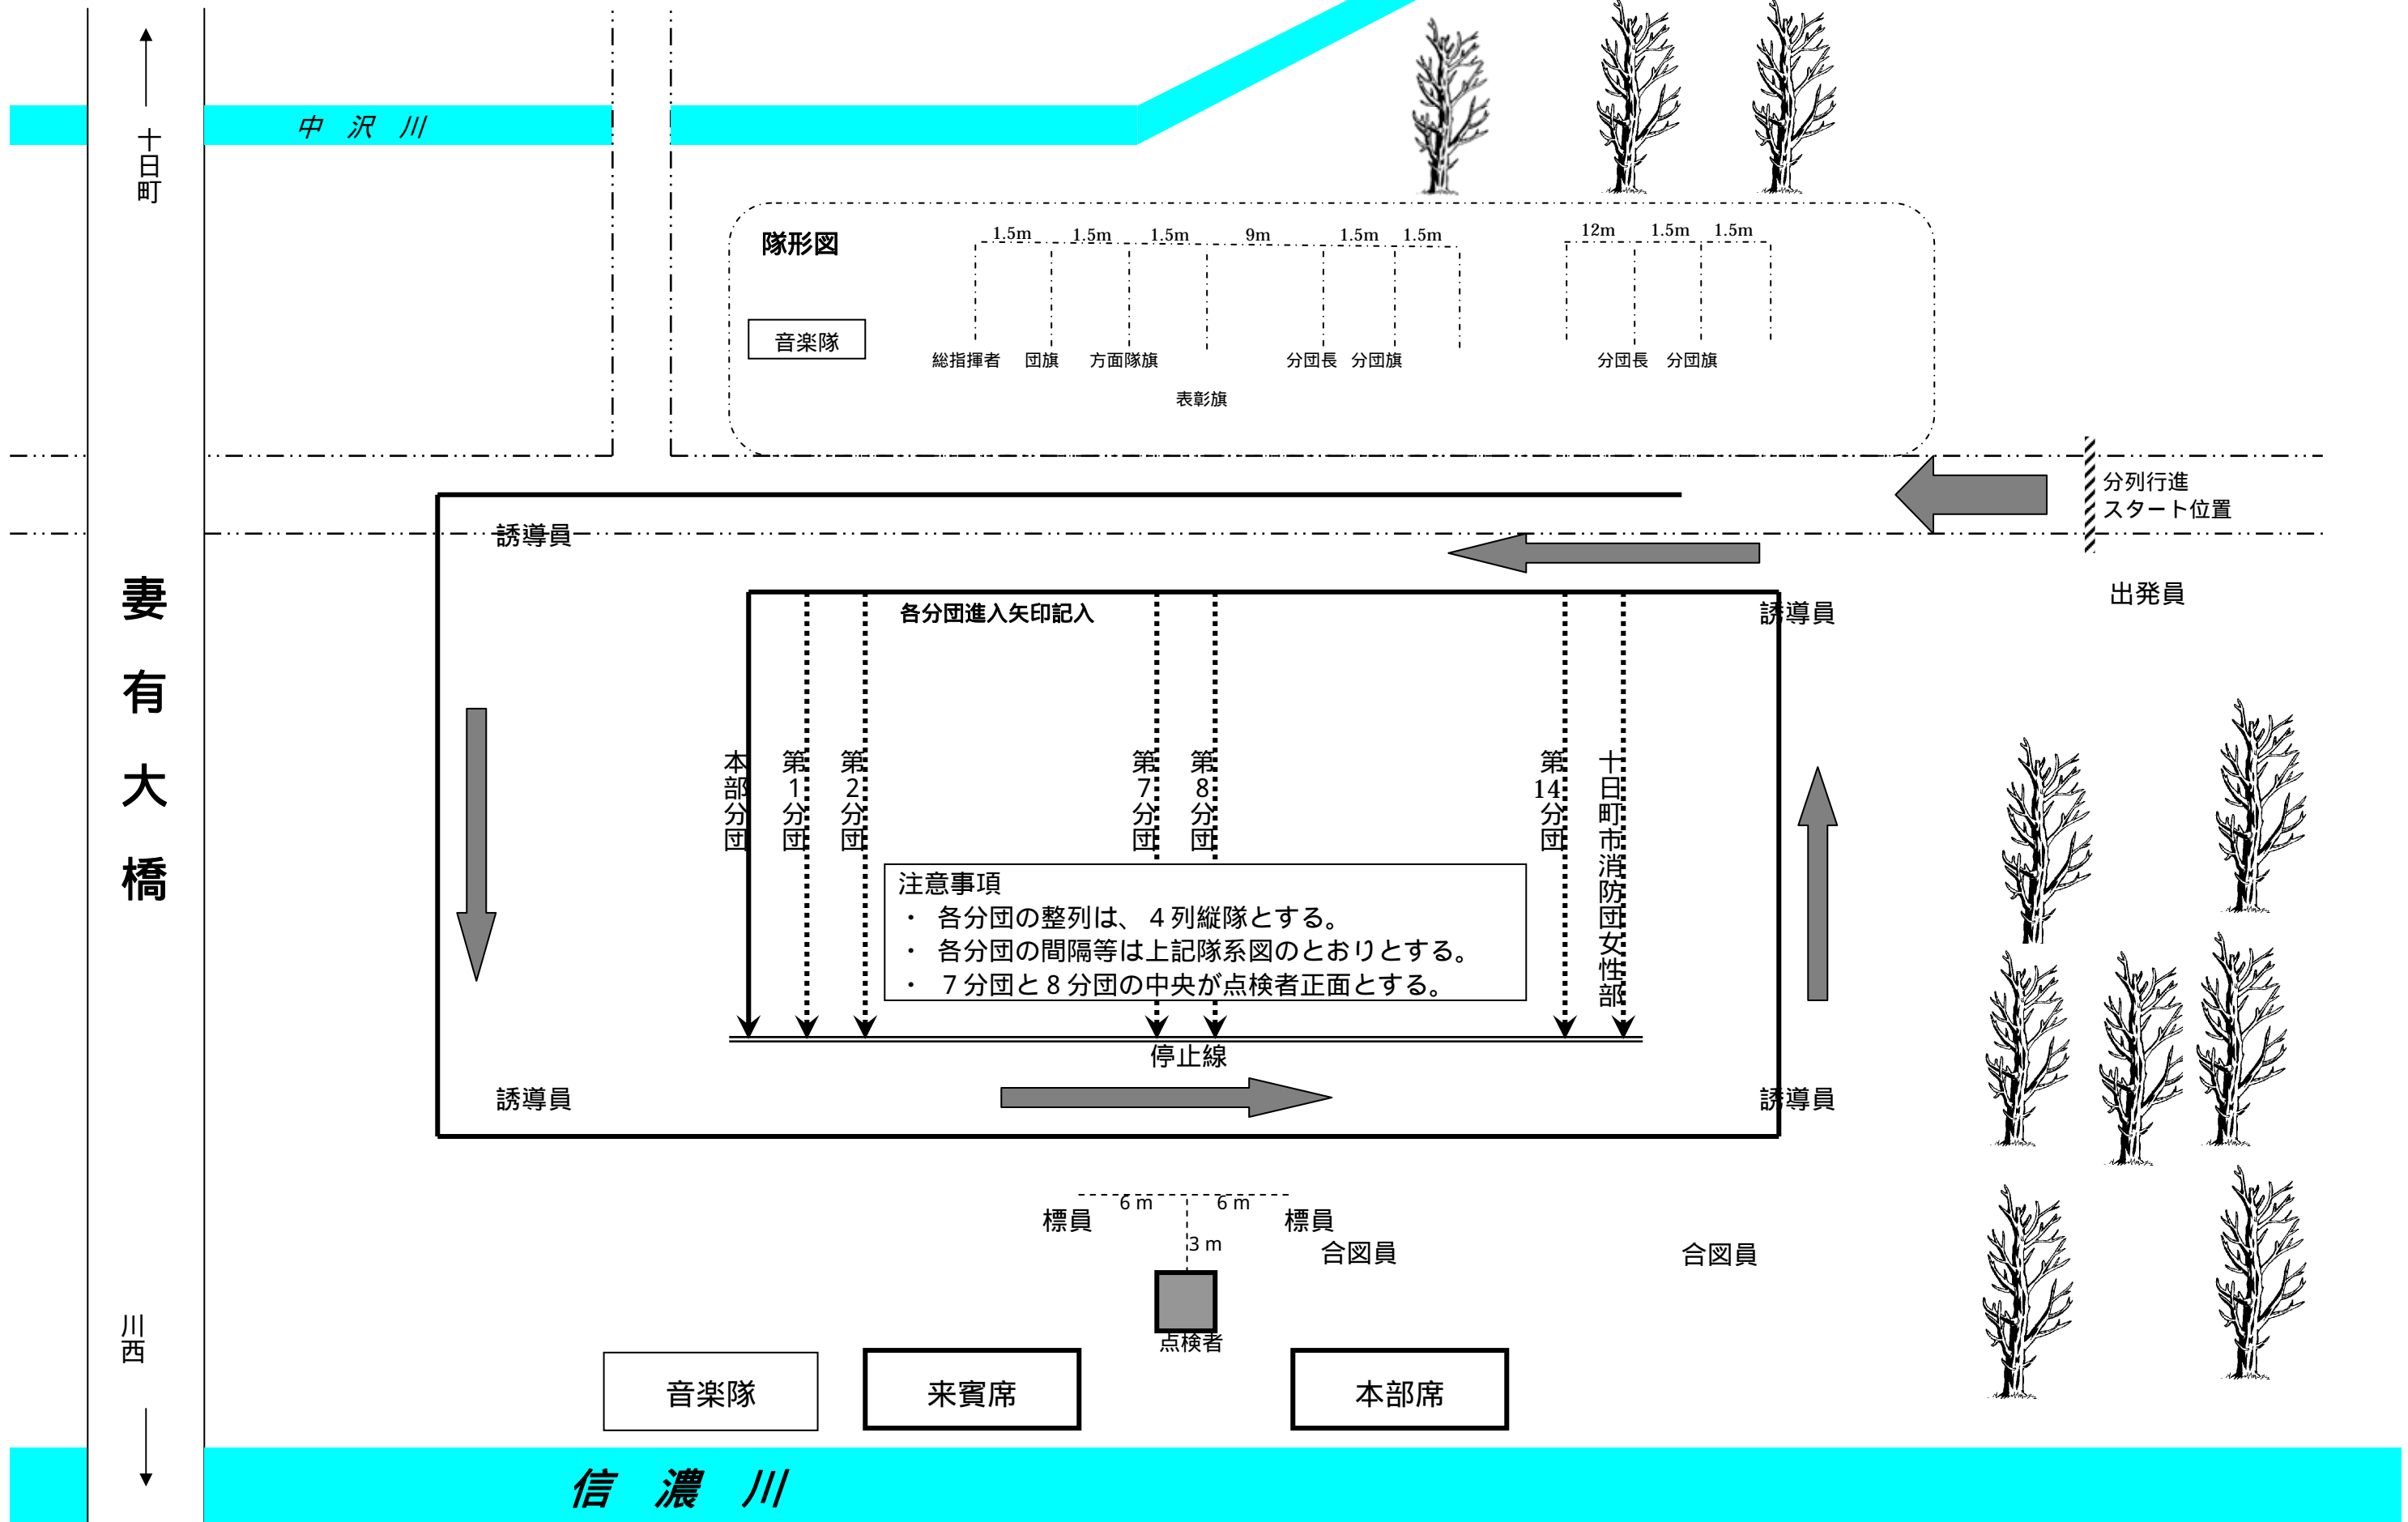 十日町
中沢川
隊形図
1.5m 1.5m 1.5m 9m 1.5m 1.5m
12m 1.5m 1.5m
音楽隊
総指揮者 団旗 方面隊旗 分団長 分団旗
分団長 分団旗
表彰旗
分列行進
スタート位置
誘導員
出発員
各分団進入矢印記入
誘導員
妻有大橋
本部分団
第1分団
第2分団
第7分団
第8分団
第14分団
十日町市消防団女性部
注意事項
・ 各分団の整列は、４列縦隊とする。
・ 各分団の間隔等は上記隊系図のとおりとする。
・ ７分団と８分団の中央が点検者正面とする。
停止線
誘導員
誘導員
6 m 6 m
標員 標員
3 m
合図員 合図員
点検者
川西
音楽隊
来賓席
本部席
信濃川